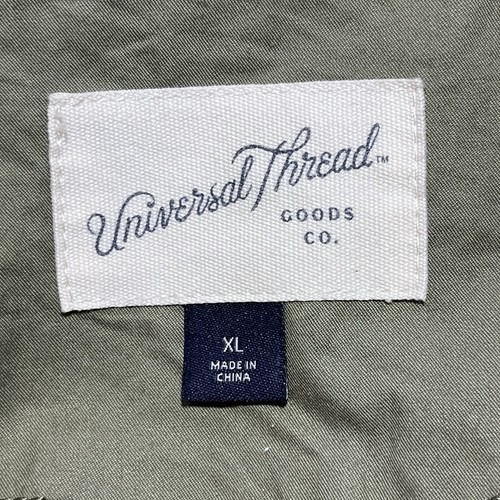 Universal Thread™
GOODS
CO.
XL
MADE IN
CHINA